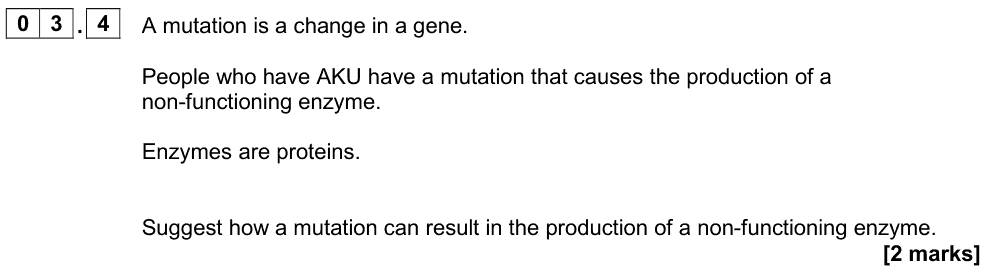 0 3 . 4 A mutation is a change in a gene.
People who have AKU have a mutation that causes the production of a
non-functioning enzyme.
Enzymes are proteins.
Suggest how a mutation can result in the production of a non-functioning enzyme.
[2 marks]